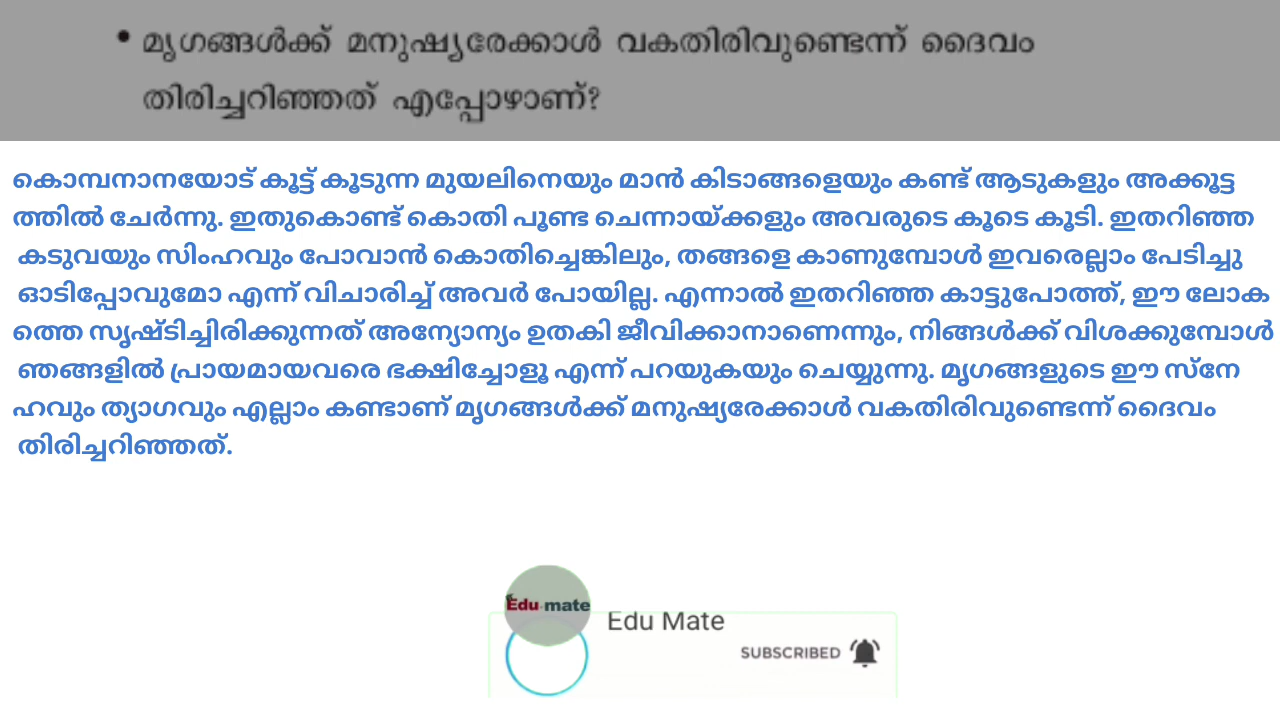 • മൃഗങ്ങൾക്ക് മനുഷ്യരേക്കാൾ വകതിരിവുണ്ടെന്ന് ദൈവം
തിരിച്ചറിഞ്ഞത് എപ്പോഴാണ്?
കൊമ്പനാനയോട് കൂട്ട് കൂടുന്ന മുയലിനെയും മാൻ കിടാങ്ങളെയും കണ്ട് ആടുകളും അക്കൂട്ട
ത്തിൽ ചേർന്നു. ഇതുകൊണ്ട് കൊതി പൂണ്ട ചെന്നായ്ക്കളും അവരുടെ കൂടെ കൂടി. ഇതറിഞ്ഞ
കടുവയും സിംഹവും പോവാൻ കൊതിച്ചെങ്കിലും, തങ്ങളെ കാണുമ്പോൾ ഇവരെല്ലാം പേടിച്ചു
ഓടിപ്പോവുമോ എന്ന് വിചാരിച്ച് അവർ പോയില്ല. എന്നാൽ ഇതറിഞ്ഞ കാട്ടുപോത്ത്, ഈ ലോക
ത്തെ സൃഷ്ടിച്ചിരിക്കുന്നത് അന്യോന്യം ഉതകി ജീവിക്കാനാണെന്നും, നിങ്ങൾക്ക് വിശക്കുമ്പോൾ
ഞങ്ങളിൽ പ്രായമായവരെ ഭക്ഷിച്ചോളൂ എന്ന് പറയുകയും ചെയ്യുന്നു. മൃഗങ്ങളുടെ ഈ സ്നേ
ഹവും ത്യാഗവും എല്ലാം കണ്ടാണ് മൃഗങ്ങൾക്ക് മനുഷ്യരേക്കാൾ വകതിരിവുണ്ടെന്ന് ദൈവം
തിരിച്ചറിഞ്ഞത്.
Edu-mate
Edu Mate
SUBSCRIBED